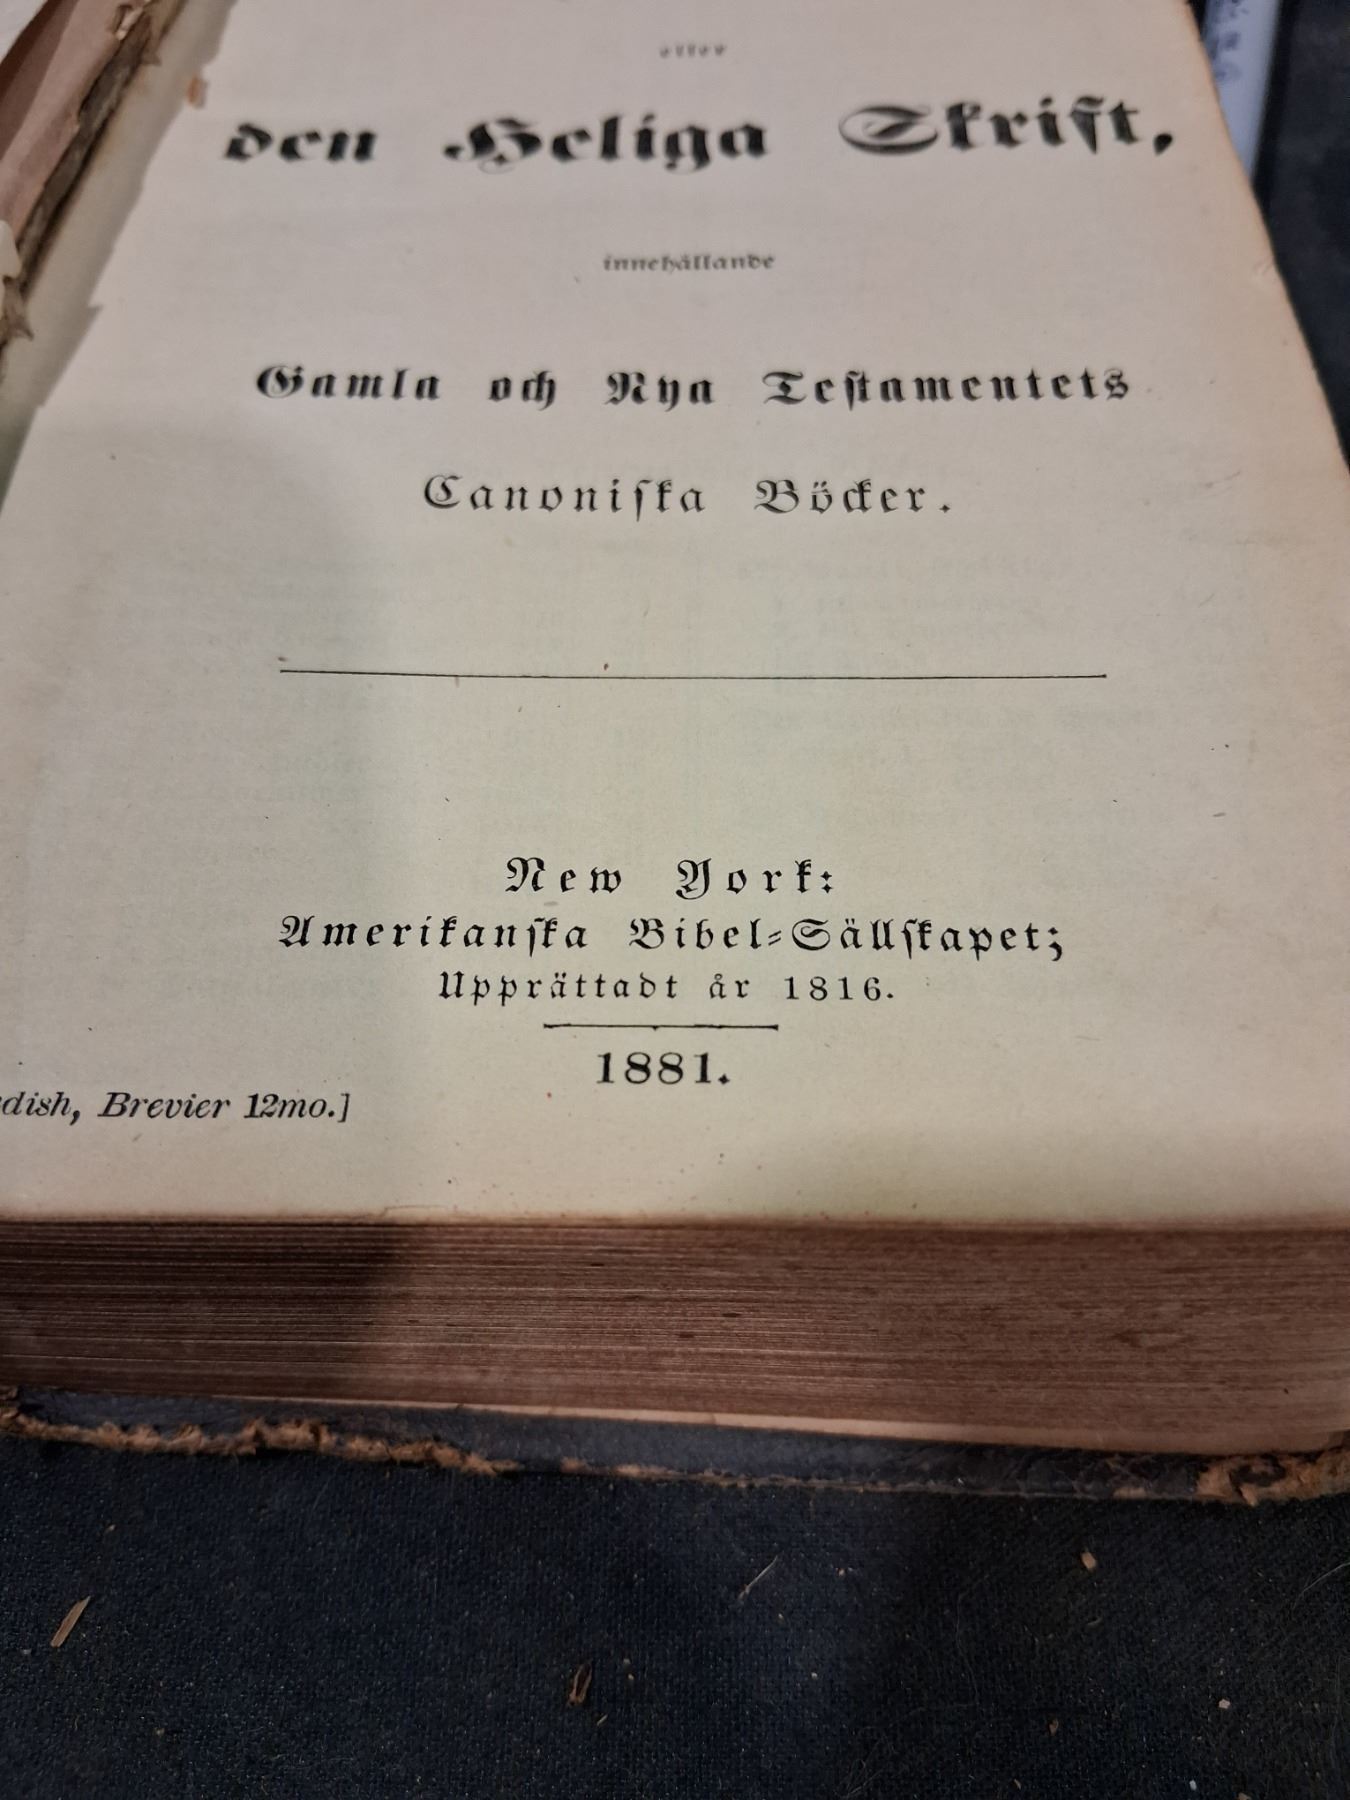 eller
den Heliga Skrift,
innehållande
Gamla och Nya Testamentets
Canoniska Böcker.
New York:
Amerikanska Bibel-Sällskapet;
Upprättadt år 1816.
1881.
dish, Brevier 12mo.]